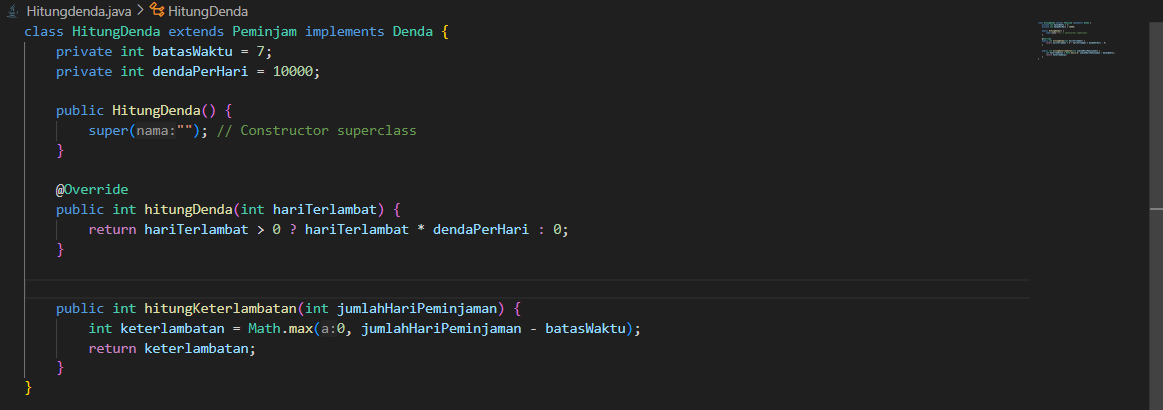 Hitungdenda.java > HitungDenda
class HitungDenda extends Peminjam implements Denda {
    private int batasWaktu = 7;
    private int dendaPerHari = 10000;

    public HitungDenda() {
        super(nama:""); // Constructor superclass
    }

    @Override
    public int hitungDenda(int hariTerlambat) {
        return hariTerlambat > 0 ? hariTerlambat * dendaPerHari : 0;
    }


    public int hitungKeterlambatan(int jumlahHariPeminjaman) {
        int keterlambatan = Math.max(a:0, jumlahHariPeminjaman - batasWaktu);
        return keterlambatan;
    }
}